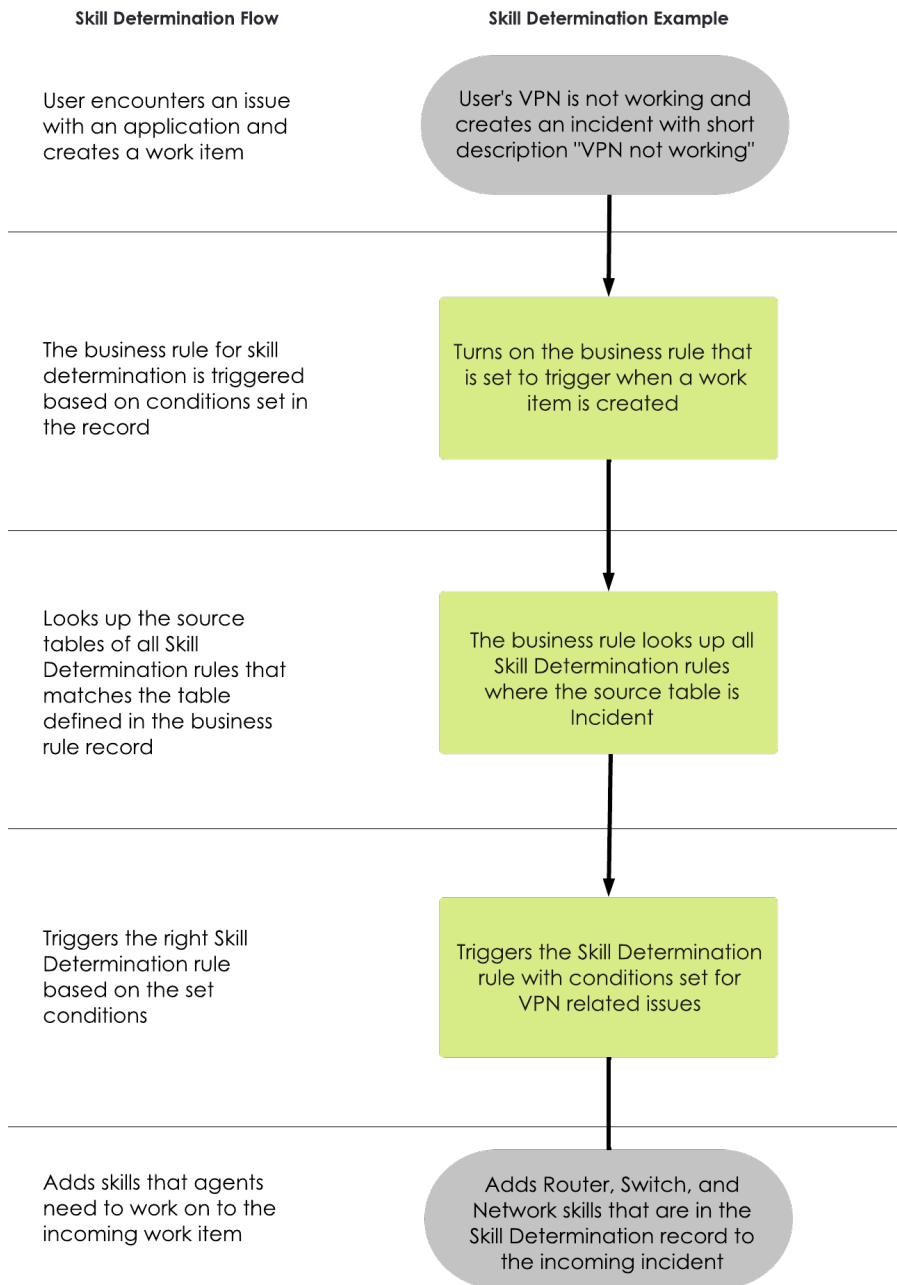 Skill Determination Flow
Skill Determination Example
User encounters an issue
with an application and
creates a work item
User's VPN is not working and
creates an incident with short
description "VPN not working"
The business rule for skill
determination is triggered
based on conditions set in
the record
Turns on the business rule that
is set to trigger when a work
item is created
Looks up the source
tables of all Skill
Determination rules that
matches the table
defined in the business
rule record
The business rule looks up all
Skill Determination rules
where the source table is
Incident
Triggers the right Skill
Determination rule
based on the set
conditions
Triggers the Skill Determination
rule with conditions set for
VPN related issues
Adds skills that agents
need to work on to the
incoming work item
Adds Router, Switch, and
Network skills that are in the
Skill Determination record to
the incoming incident